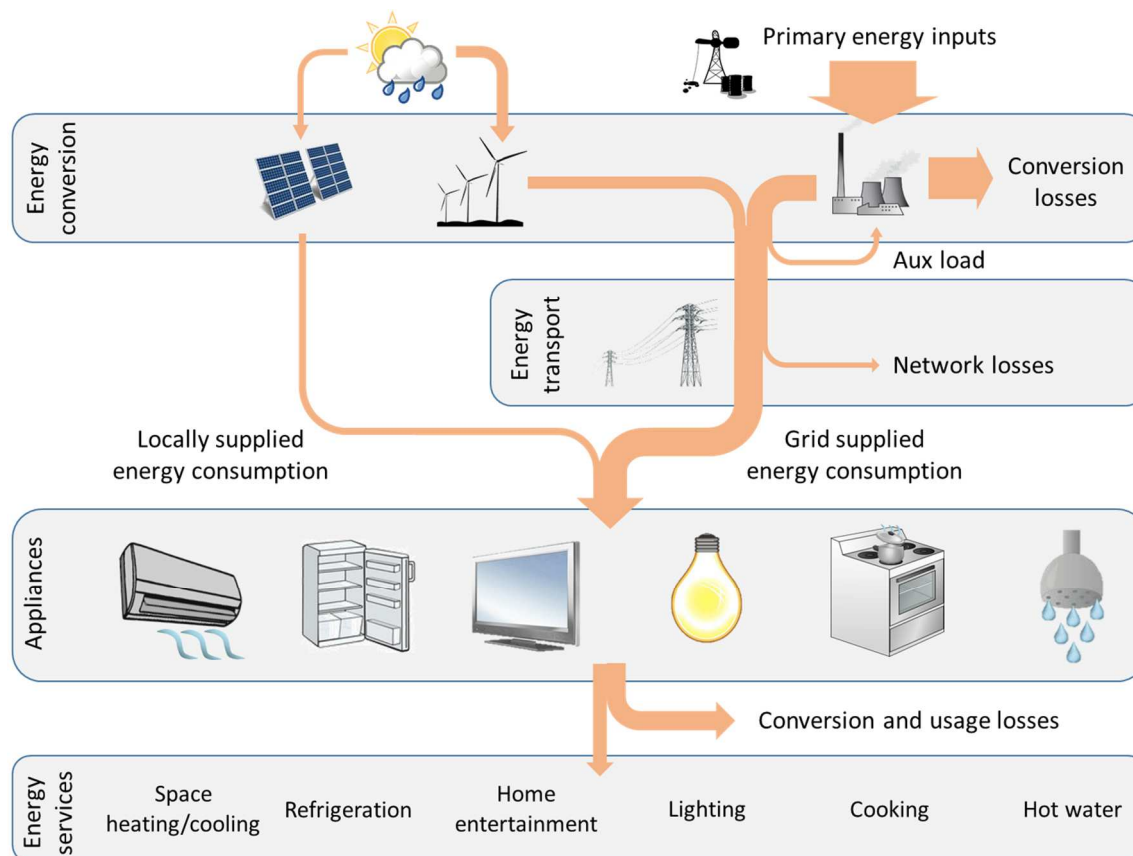 Primary energy inputs
Energy
conversion
Conversion
losses
Aux load
Energy
transport
Network losses
Locally supplied
energy consumption
Grid supplied
energy consumption
Appliances
Conversion and usage losses
Energy
services
Space
heating/cooling
Refrigeration
Home
entertainment
Lighting
Cooking
Hot water